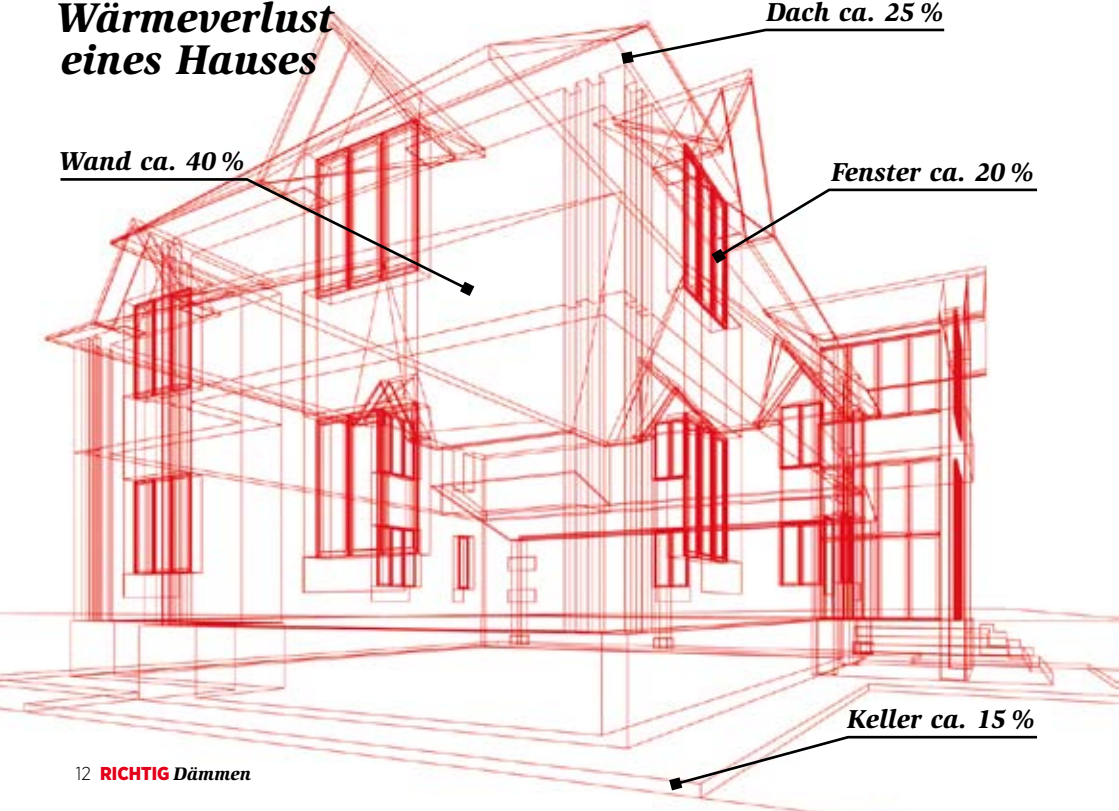 Wärmeverlust
eines Hauses
Dach ca. 25 %
Wand ca. 40 %
Fenster ca. 20 %
Keller ca. 15 %
12 RICHTIG Dämmen